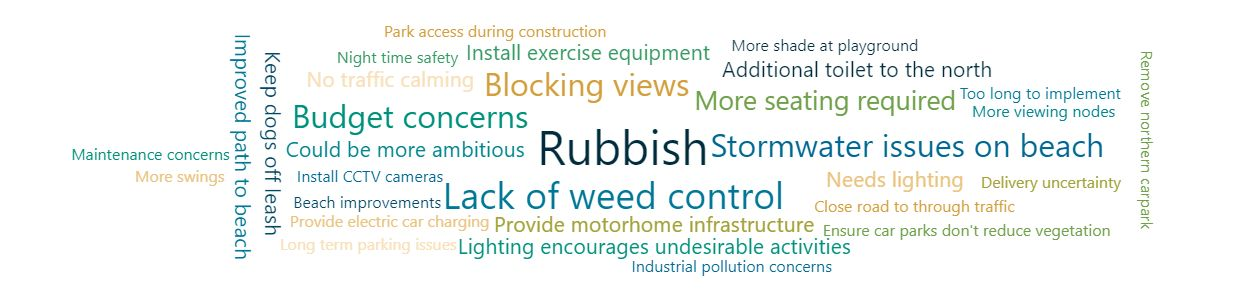 Park access during construction
Night time safety
Install exercise equipment
More shade at playground
No traffic calming
Blocking views
Additional toilet to the north
More seating required
Too long to implement
More viewing nodes
Budget concerns
Rubbish
Stormwater issues on beach
Could be more ambitious
Maintenance concerns
More swings
Improved path to beach
Keep dogs off leash
Install CCTV cameras
Lack of weed control
Needs lighting
Delivery uncertainty
Beach improvements
Close road to through traffic
Provide electric car charging
Provide motorhome infrastructure
Ensure car parks don't reduce vegetation
Long term parking issues
Lighting encourages undesirable activities
Industrial pollution concerns
Remove northern carpark